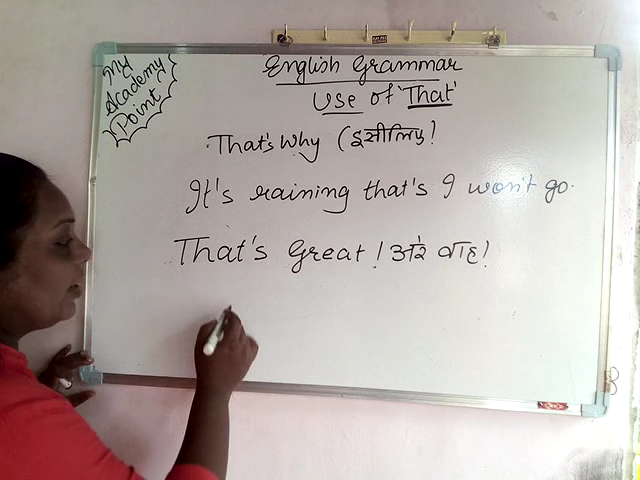 My
Academy
Point
English Grammar
Use of 'That'
That's Why (इसीलिए!
It's raining that's I won't go.
That's Great! अरे वाह!